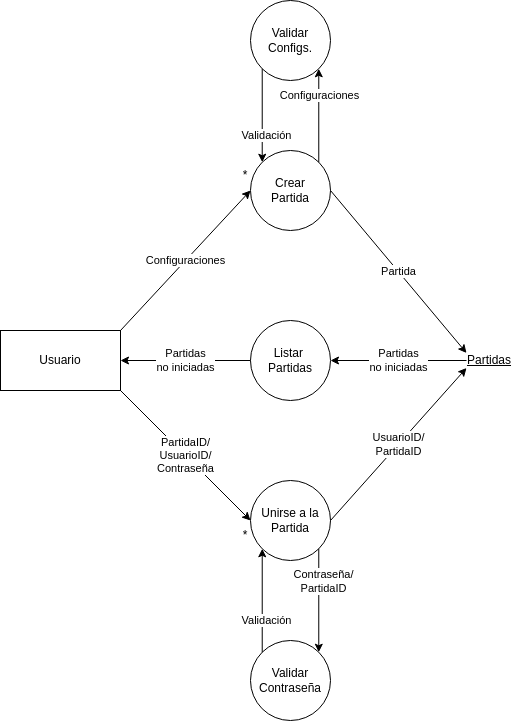 Validar
Configs.
Configuraciones
Validación
*
Crear
Partida
Configuraciones
Partida
Usuario
Partidas
no iniciadas
Listar
Partidas
Partidas
no iniciadas
Partidas
PartidaID/
UsuarioID/
Contraseña
UsuarioID/
PartidaID
Unirse a la
Partida
*
Contraseña/
PartidaID
Validación
Validar
Contraseña